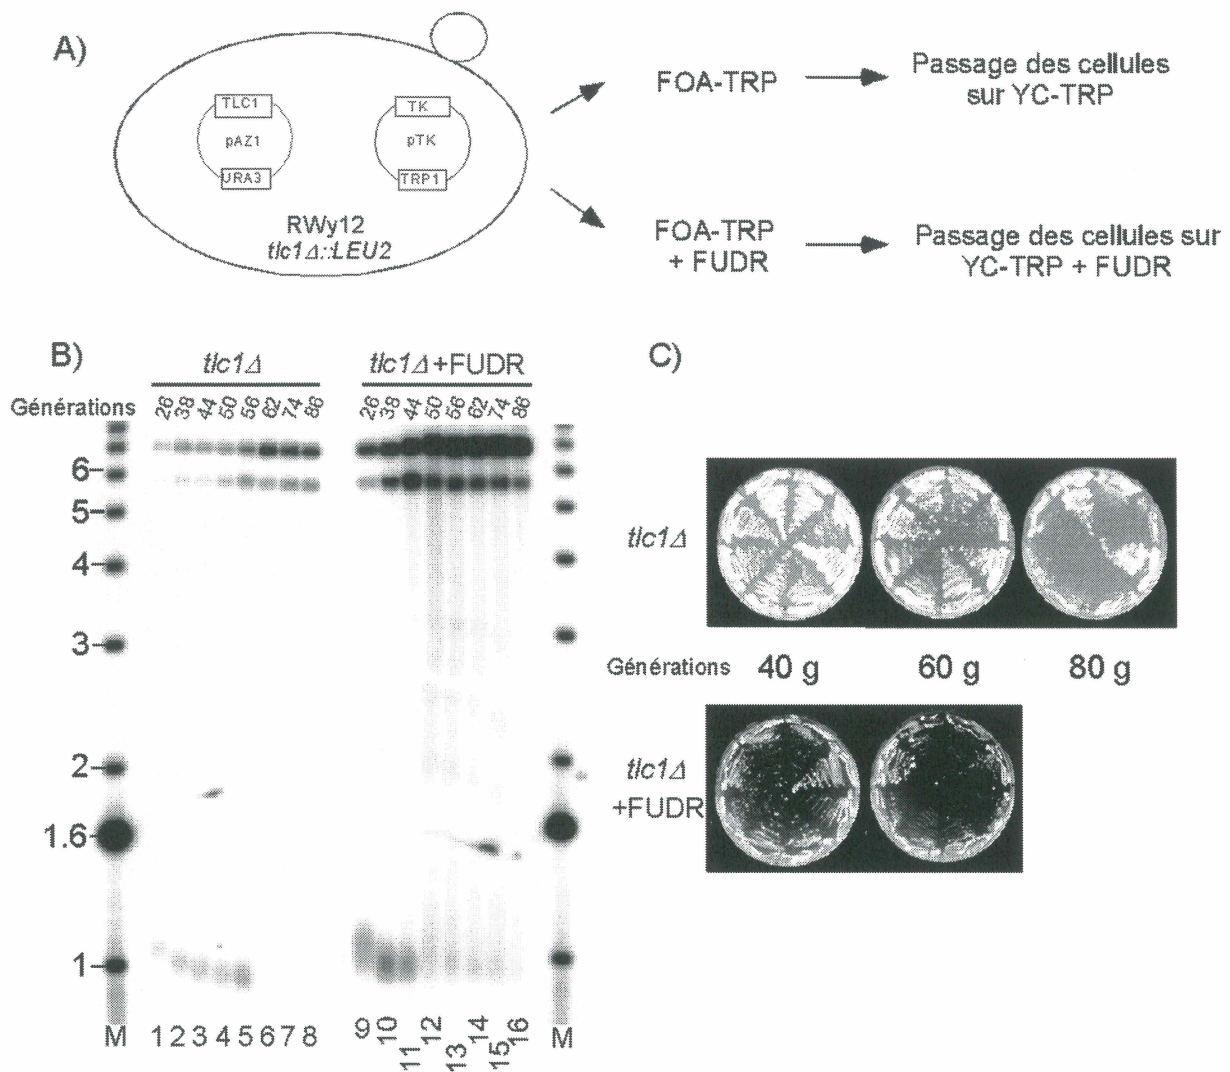 A)
TLC1
pAZ1
URA3
TK
pTK
TRP1
RWy12
tlc1Δ::LEU2
FOA-TRP
Passage des cellules
sur YC-TRP
FOA-TRP
+ FUDR
Passage des cellules sur
YC-TRP + FUDR
B)
tlc1Δ
tlc1Δ+FUDR
Générations
26 38 44 50 56 62 74 86
26 38 44 50 56 62 74 86
6
5
4
3
2
1.6
1
M 1 2 3 4 5 6 7 8 9 10 11 12 13 14 15 16 M
C)
tlc1Δ
Générations 40 g 60 g 80 g
tlc1Δ
+FUDR